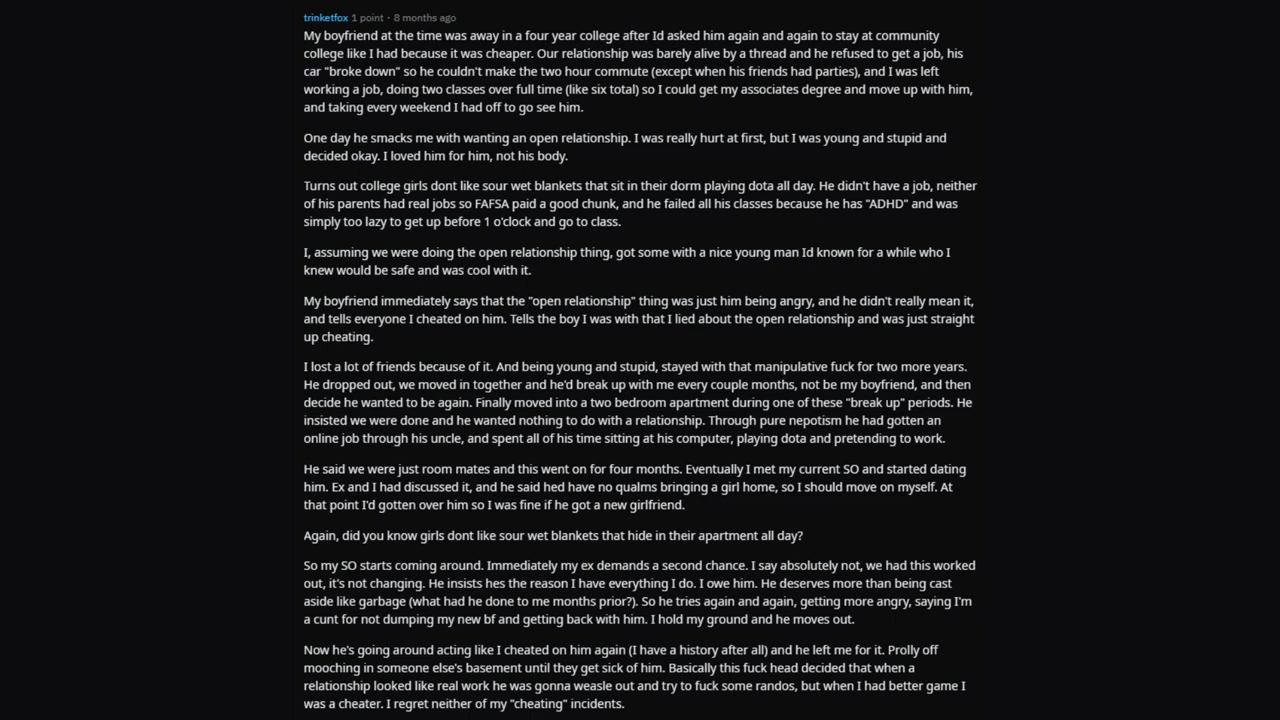 trinketfox 1 point · 8 months ago
My boyfriend at the time was away in a four year college after Id asked him again and again to stay at community
college like I had because it was cheaper. Our relationship was barely alive by a thread and he refused to get a job, his
car "broke down" so he couldn't make the two hour commute (except when his friends had parties), and I was left
working a job, doing two classes over full time (like six total) so I could get my associates degree and move up with him,
and taking every weekend I had off to go see him.
One day he smacks me with wanting an open relationship. I was really hurt at first, but I was young and stupid and
decided okay. I loved him for him, not his body.
Turns out college girls dont like sour wet blankets that sit in their dorm playing dota all day. He didn't have a job, neither
of his parents had real jobs so FAFSA paid a good chunk, and he failed all his classes because he has "ADHD" and was
simply too lazy to get up before 1 o'clock and go to class.
I, assuming we were doing the open relationship thing, got some with a nice young man Id known for a while who I
knew would be safe and was cool with it.
My boyfriend immediately says that the "open relationship" thing was just him being angry, and he didn't really mean it,
and tells everyone I cheated on him. Tells the boy I was with that I lied about the open relationship and was just straight
up cheating.
I lost a lot of friends because of it. And being young and stupid, stayed with that manipulative fuck for two more years.
He dropped out, we moved in together and he'd break up with me every couple months, not be my boyfriend, and then
decide he wanted to be again. Finally moved into a two bedroom apartment during one of these "break up" periods. He
insisted we were done and he wanted nothing to do with a relationship. Through pure nepotism he had gotten an
online job through his uncle, and spent all of his time sitting at his computer, playing dota and pretending to work.
He said we were just room mates and this went on for four months. Eventually I met my current SO and started dating
him. Ex and I had discussed it, and he said hed have no qualms bringing a girl home, so I should move on myself. At
that point I'd gotten over him so I was fine if he got a new girlfriend.
Again, did you know girls dont like sour wet blankets that hide in their apartment all day?
So my SO starts coming around. Immediately my ex demands a second chance. I say absolutely not, we had this worked
out, it's not changing. He insists hes the reason I have everything I do. I owe him. He deserves more than being cast
aside like garbage (what had he done to me months prior?). So he tries again and again, getting more angry, saying I'm
a cunt for not dumping my new bf and getting back with him. I hold my ground and he moves out.
Now he's going around acting like I cheated on him again (I have a history after all) and he left me for it. Prolly off
mooching in someone else's basement until they get sick of him. Basically this fuck head decided that when a
relationship looked like real work he was gonna weasle out and try to fuck some randos, but when I had better game I
was a cheater. I regret neither of my "cheating" incidents.